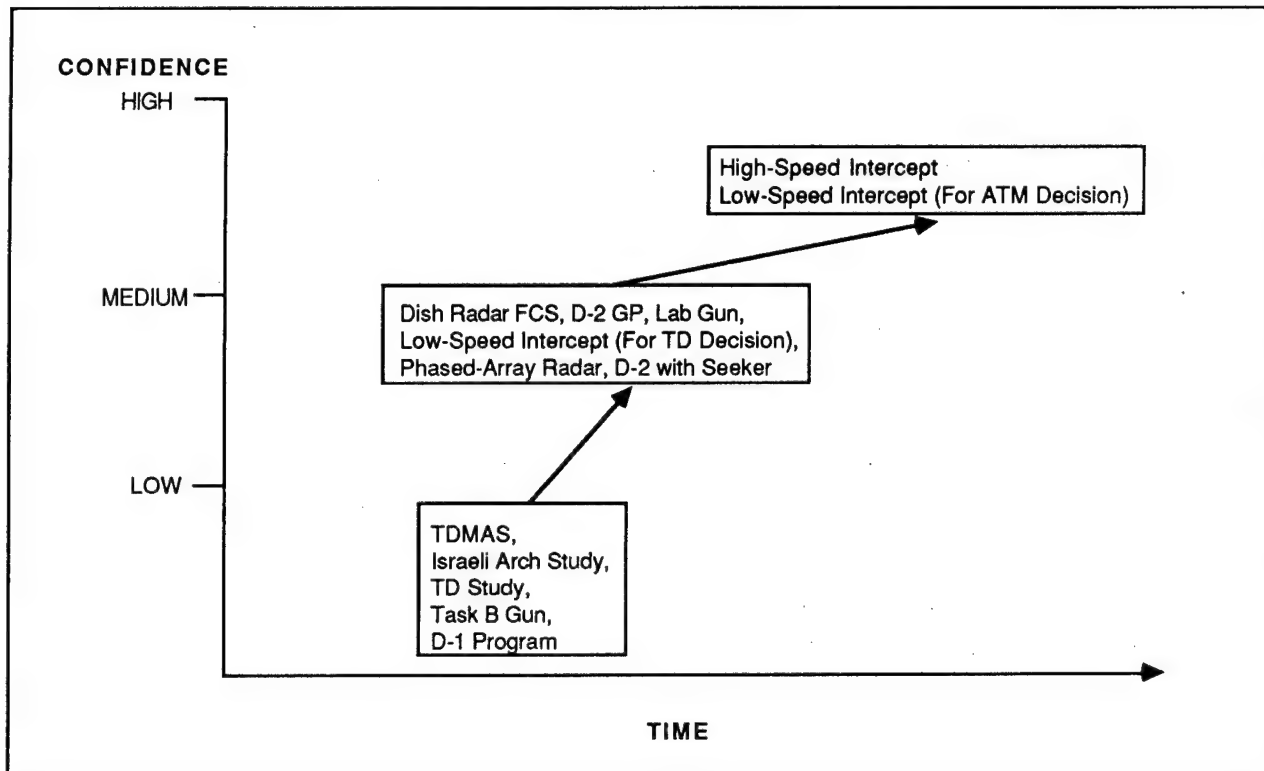 CONFIDENCE
HIGH
High-Speed Intercept
Low-Speed Intercept (For ATM Decision)
MEDIUM
Dish Radar FCS, D-2 GP, Lab Gun,
Low-Speed Intercept (For TD Decision),
Phased-Array Radar, D-2 with Seeker
LOW
TDMAS,
Israeli Arch Study,
TD Study,
Task B Gun,
D-1 Program
TIME